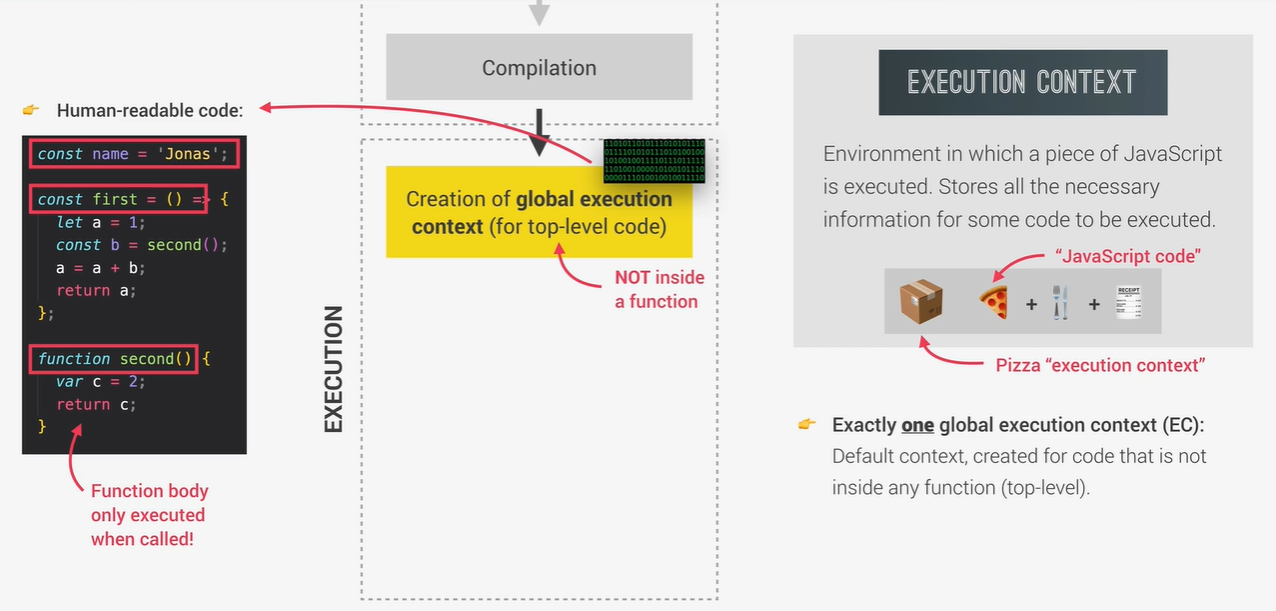 Compilation
👉 Human-readable code:
const name = 'Jonas';
const first = () => {
let a = 1;
const b = second();
a = a + b;
return a;
};
function second() {
var c = 2;
return c;
}
Function body
only executed
when called!
EXECUTION
Creation of global execution
context (for top-level code)
NOT inside
a function
EXECUTION CONTEXT
Environment in which a piece of JavaScript
is executed. Stores all the necessary
information for some code to be executed.
“JavaScript code”
+ +
RECEIPT
Pizza “execution context”
👉 Exactly one global execution context (EC):
Default context, created for code that is not
inside any function (top-level).